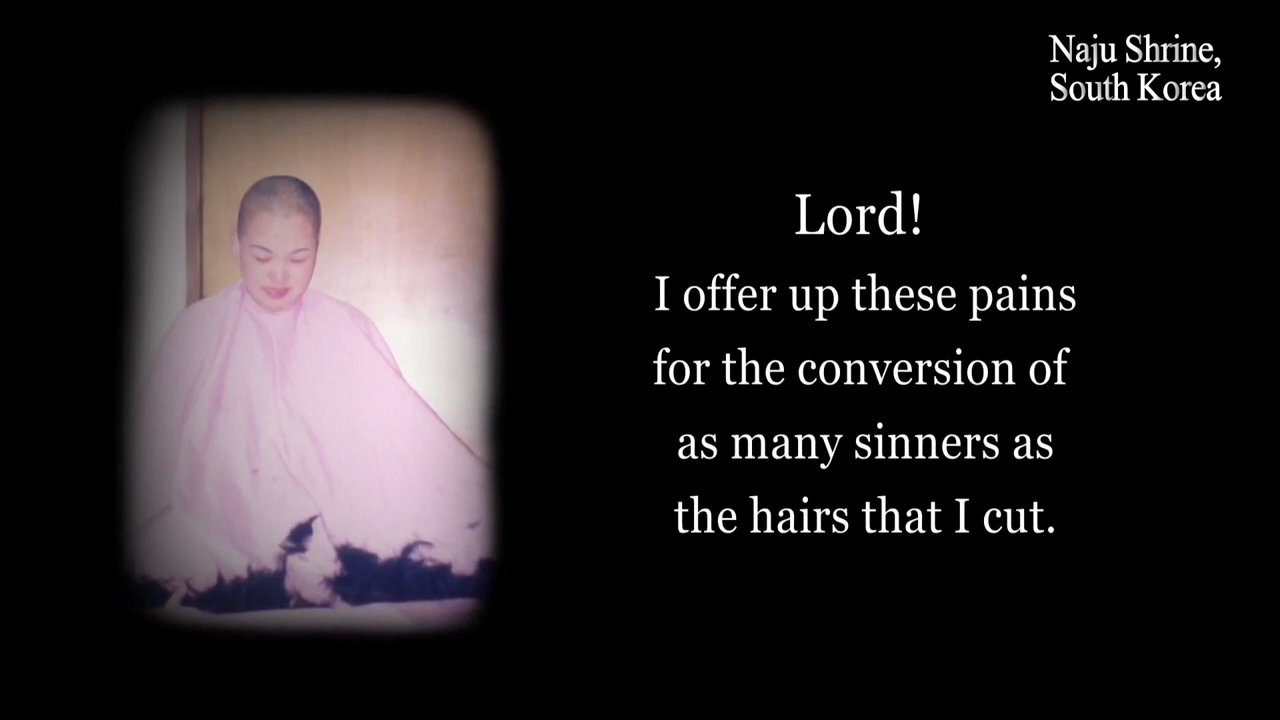 Naju Shrine,
South Korea
Lord!
I offer up these pains
for the conversion of
as many sinners as
the hairs that I cut.